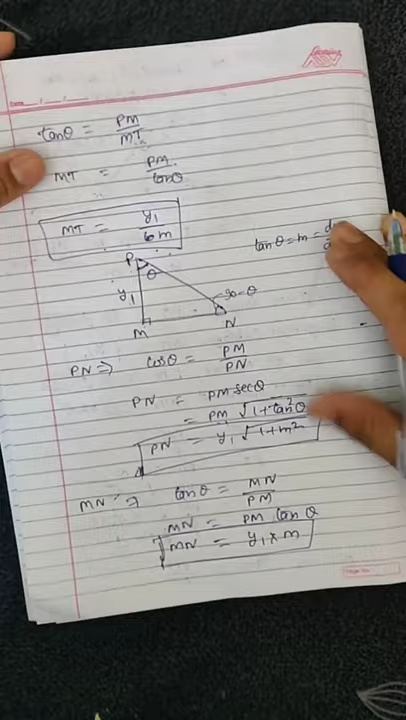 Date
tanθ = PM/MT
MT = PM/tanθ
MT = y₁/m
tanθ = m =
P
θ
y₁
90-θ
M
N
PN ⇒ cosθ = PM/PN
PN = PM secθ
= PM √1+tan²θ
PN = y₁ √1+m²
MN ⇒ tanθ = MN/PM
MN = PM tanθ
MN = y₁ × m